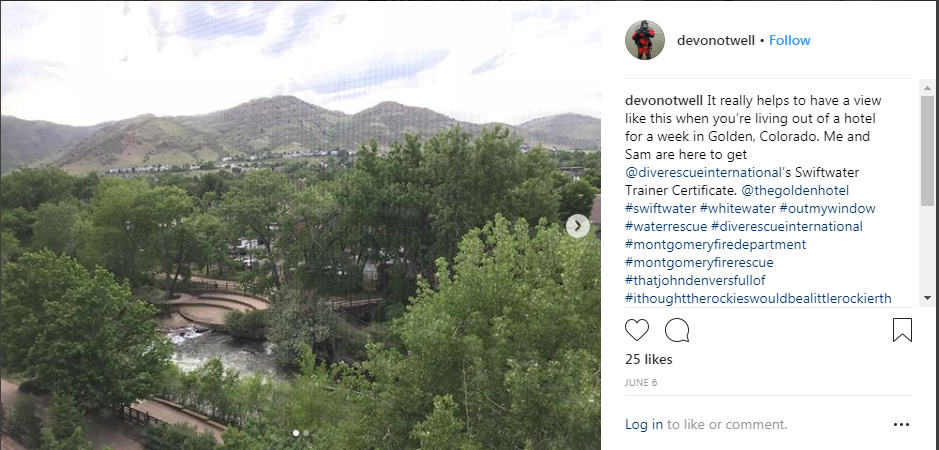 devonotwell • Follow
devonotwell It really helps to have a view
like this when you're living out of a hotel
for a week in Golden, Colorado. Me and
Sam are here to get
@diverescueinternational's Swiftwater
Trainer Certificate. @thegoldenhotel
#swiftwater #whitewater #outmywindow
#waterrescue #diverescueinternational
#montgomeryfiredepartment
#montgomeryfirerescue
#thatjohndenversfullof
#ithoughttherockieswouldbealittlerockierth
25 likes
JUNE 6
Log in to like or comment.